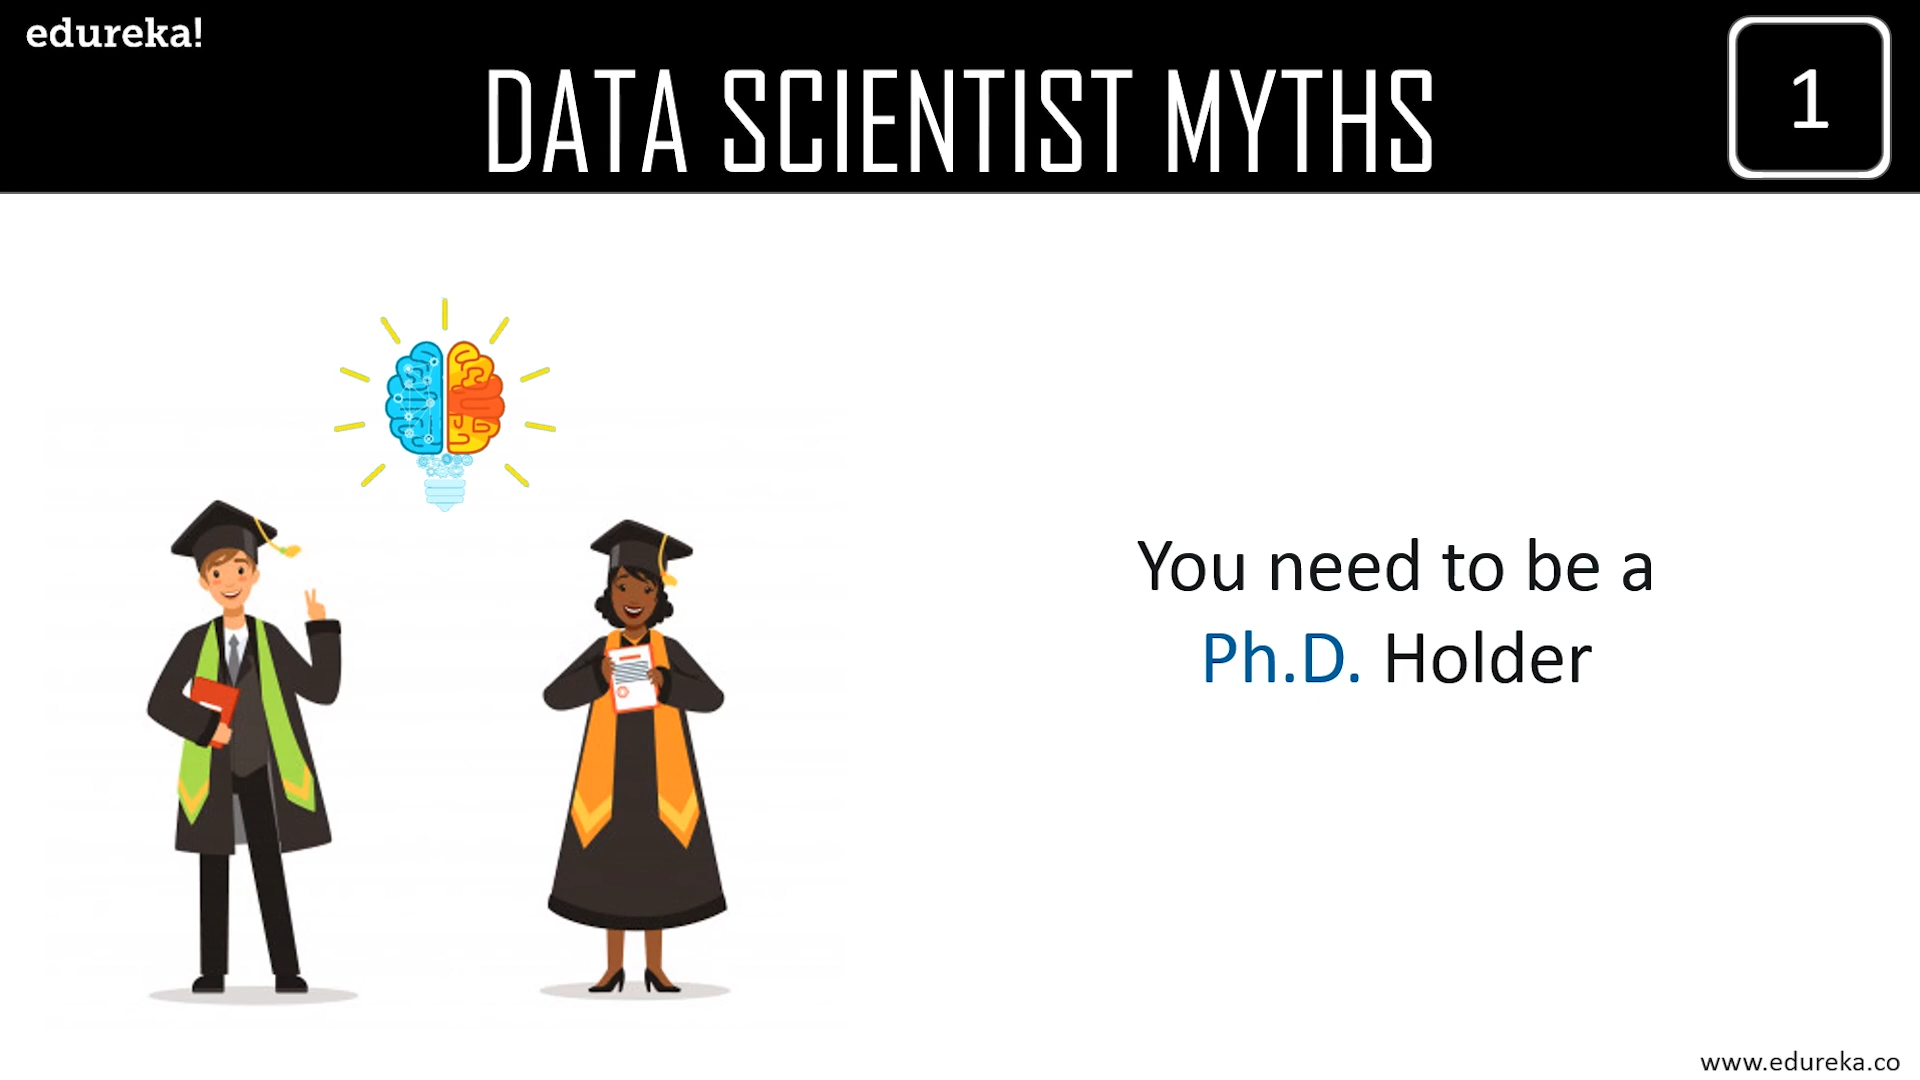 edureka!
DATA SCIENTIST MYTHS
1
You need to be a
Ph.D. Holder
www.edureka.co